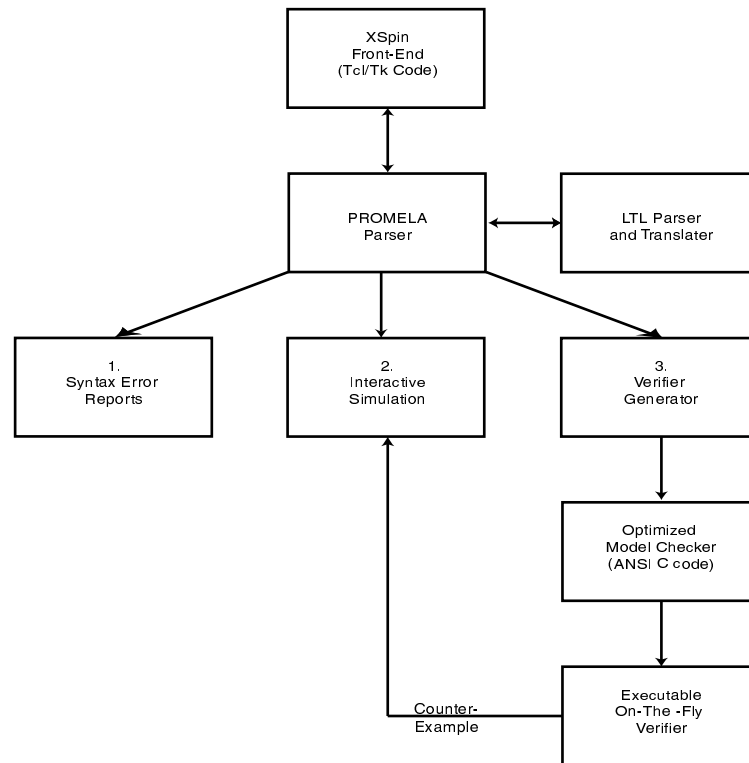 XSpin
Front-End
(Tcl/Tk Code)
PROMELA
Parser
LTL Parser
and Translater
1.
Syntax Error
Reports
2.
Interactive
Simulation
3.
Verifier
Generator
Optimized
Model Checker
(ANSI C code)
Counter-
Example
Executable
On-The -Fly
Verifier